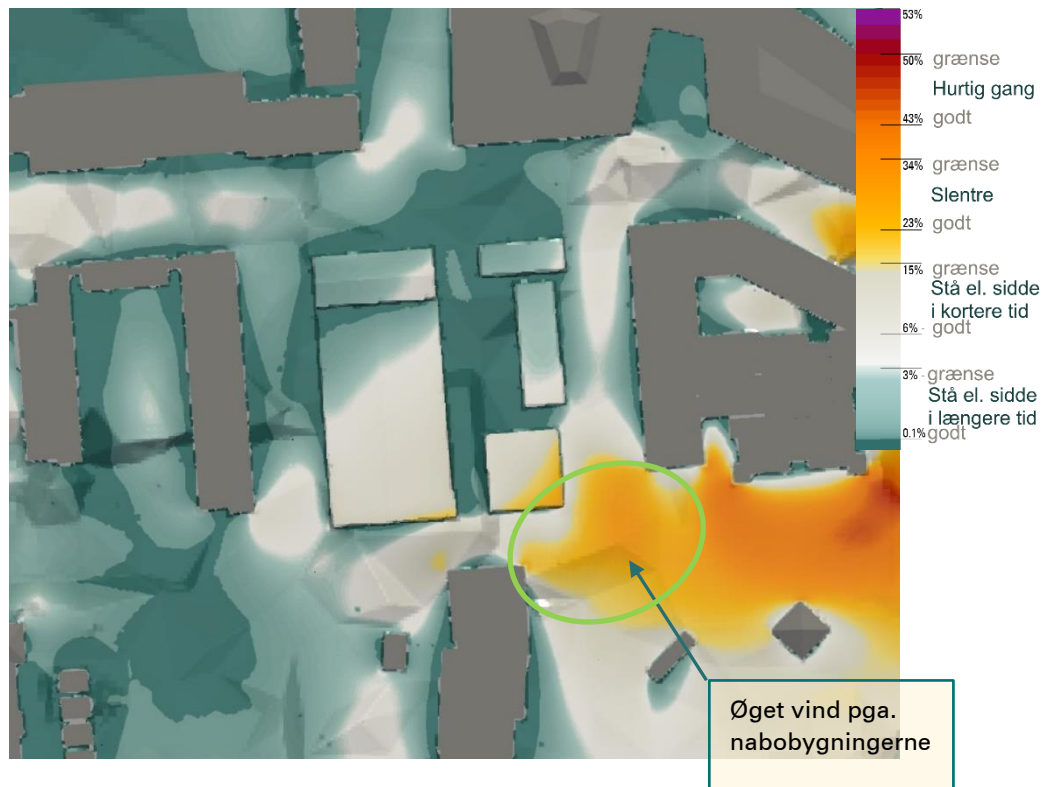 53%
50% grænse
Hurtig gang
43% godt
34% grænse
Slentre
23% godt
15% grænse
Stå el. sidde
i kortere tid
6% godt
3% grænse
Stå el. sidde
i længere tid
0.1% godt
Øget vind pga.
nabobygningerne